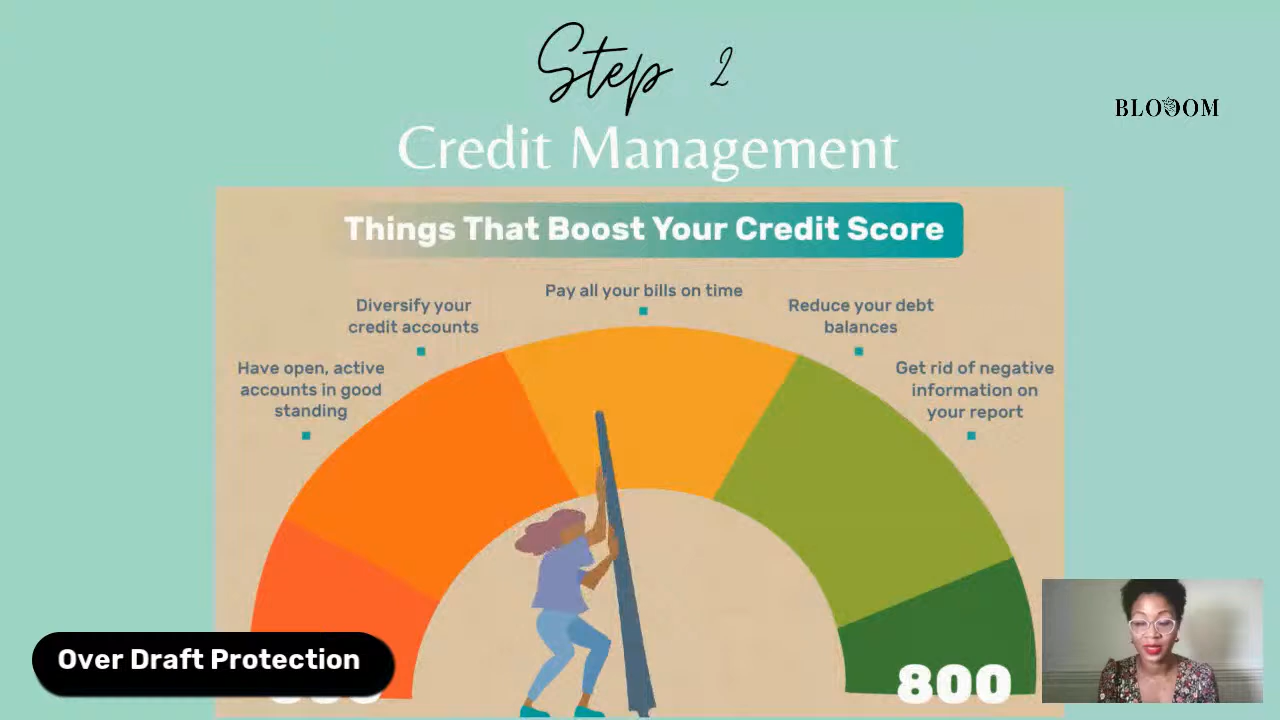 Step 2
BLOOOM
Credit Management
Things That Boost Your Credit Score
Pay all your bills on time
Diversify your
credit accounts
Reduce your debt
balances
Have open, active
accounts in good
standing
Get rid of negative
information on
your report
Over Draft Protection
800